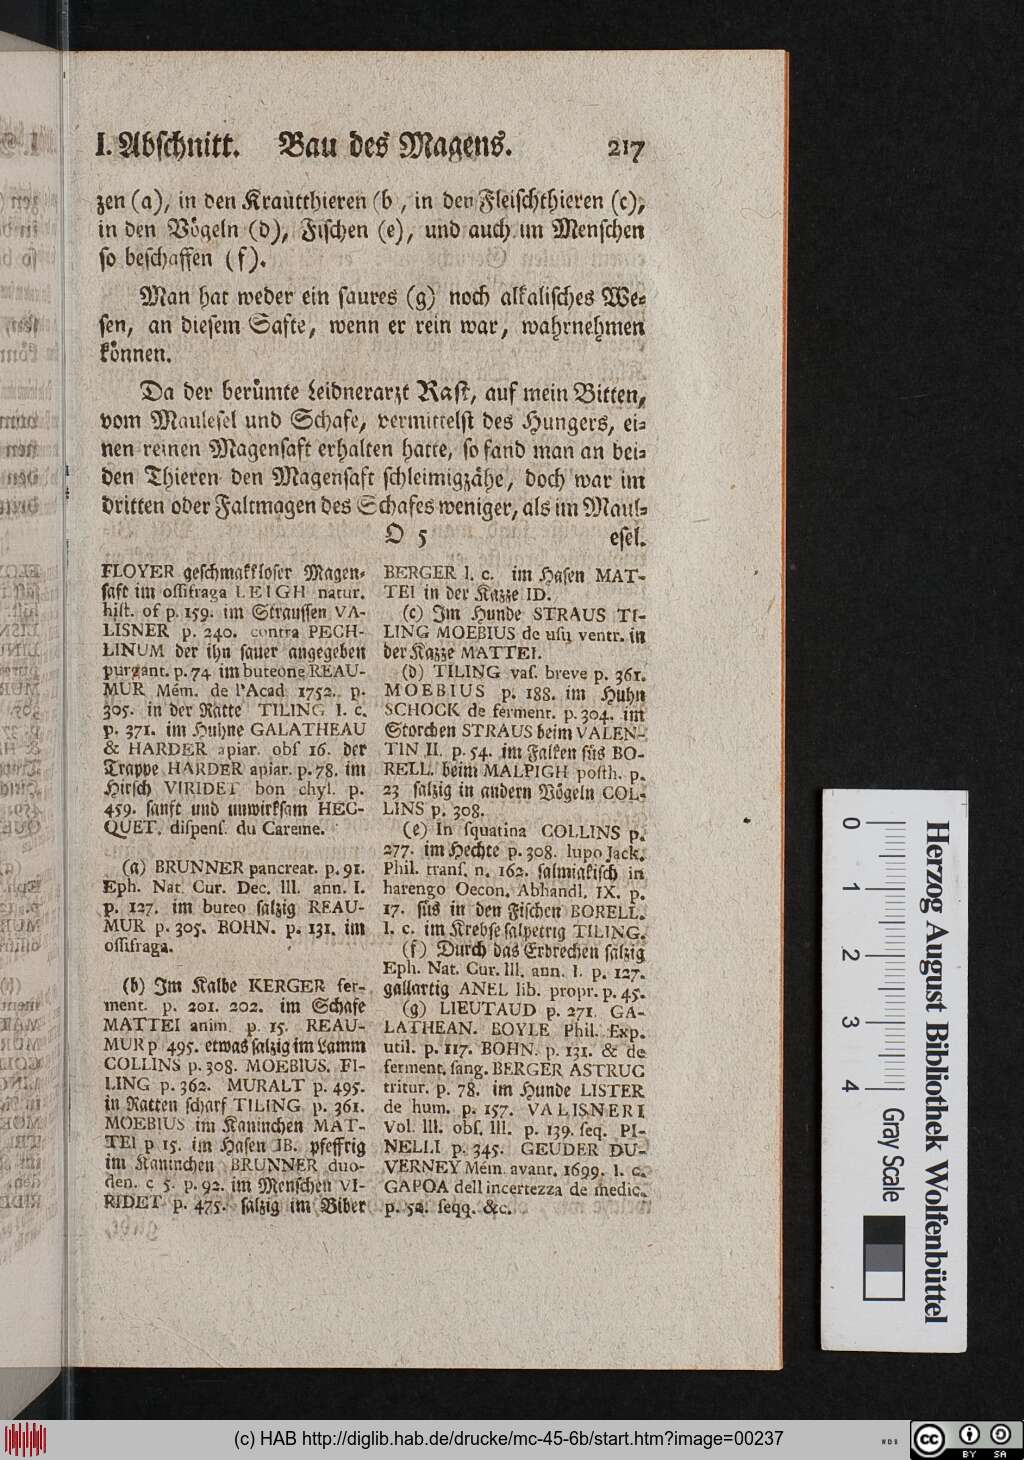 I. Abſchnitt. Bau des Magens. 217
zen (a), in den Krautthieren (b, in den Fleiſchthieren (c),
in den Voͤgeln (d), Fiſchen (e), und auch im Menſchen
ſo beſchaffen (f).
Man hat weder ein ſaures (g) noch alkaliſches We⸗
ſen, an dieſem Safte, wenn er rein war, wahrnehmen
koͤnnen.
Da der beruͤmte Leidnerarzt Raſt, auf mein Bitten,
vom Mauleſel und Schafe, vermittelſt des Hungers, ei⸗
nen reinen Magenſaft erhalten hatte, ſo fand man an bei⸗
den Thieren den Magenſaft ſchleimigzaͤhe, doch war im
dritten oder Faltmagen des Schafes weniger, als im Maul⸗
O 5 eſel.
FLOYER geſchmakkloſer Magen⸗
ſaft im oſſifraga LEIGH natur.
hiſt. of p. 159. im Strauſſen VA-
LISNER p. 240. contra PECH-
LINUM der ihn ſauer angegeben
purgant. p. 74 im buteone REAU-
MUR Mém. de l'Acad 1752. p.
305. in der Ratte TILING l. c.
p. 371. im Huhne GALATHEAU
& HARDER apiar. obſ 16. der
Trappe HARDER apiar. p. 78. im
Hirſch VIRIDET bon chyl. p.
459. ſanft und unwirkſam HEC-
QUET. diſpenſ. du Careme.
(a) BRUNNER pancreat. p. 91.
Eph. Nat. Cur. Dec. III. ann. I.
p. 127. im buteo ſalzig REAU-
MUR p. 305. BOHN. p. 131. im
oſſifraga.
(b) Im Kalbe KERGER fer-
ment. p. 201. 202. im Schafe
MATTEI anim. p. 15. REAU-
MUR p 495. etwas ſalzig im Lamm
COLLINS p. 308. MOEBIUS. FI-
LING p. 362. MURALT p. 495.
in Ratten ſcharf TILING p. 361.
MOEBIUS im Kaninchen MAT-
TEI p 15. im Haſen IB. pfeffrig
im Kaninchen BRUNNER duo-
den. c 5. p. 92. im Menſchen VI-
RIDET p. 475. ſalzig im Biber
BERGER l. c. im Haſen MAT-
TEI in der Kazze ID.
(c) Im Hunde STRAUS TI-
LING MOEBIUS de uſu ventr. in
der Kazze MATTEI.
(d) TILING vaſ. breve p. 361.
MOEBIUS p. 188. im Huhn
SCHOCK de ferment. p. 304. im
Storchen STRAUS beim VALEN-
TIN II. p. 54. im Falken ſuͤs BO-
RELL. beim MALPIGH poſth. p.
23 ſalzig in andern Voͤgeln COL-
LINS p. 308.
(e) In ſquatina COLLINS p.
277. im Hechte p. 308. lupo Jack.
Phil. tranſ. n. 162. ſalmiakiſch in
harengo Oecon. Abhandl. IX. p.
17. ſuͤs in den Fiſchen BORELL.
l. c. im Krebſe ſalpetrig TILING.
(f) Durch das Erbrechen ſalzig
Eph. Nat. Cur. III. ann. I. p. 127.
gallartig ANEL lib. propr. p. 45.
(g) LIEUTAUD p. 271. GA-
LATHEAN. BOYLE Phil. Exp.
util. p. 117. BOHN. p. 131. & de
ferment. ſang. BERGER ASTRUC
tritur. p. 78. im Hunde LISTER
de hum. p. 157. VALISNERI
Vol. III. obſ. III. p. 139. ſeq. PI-
NELLI p. 345. GEUDER DU-
VERNEY Mém. avant. 1699. l. c.
GAPOA dell incertezza de medic.
p. 52. ſeqq. &c.
Herzog August Bibliothek Wolfenbüttel
0 1 2 3 4 Gray Scale
(c) HAB http://diglib.hab.de/drucke/mc-45-6b/start.htm?image=00237
WDB
cc BY SA